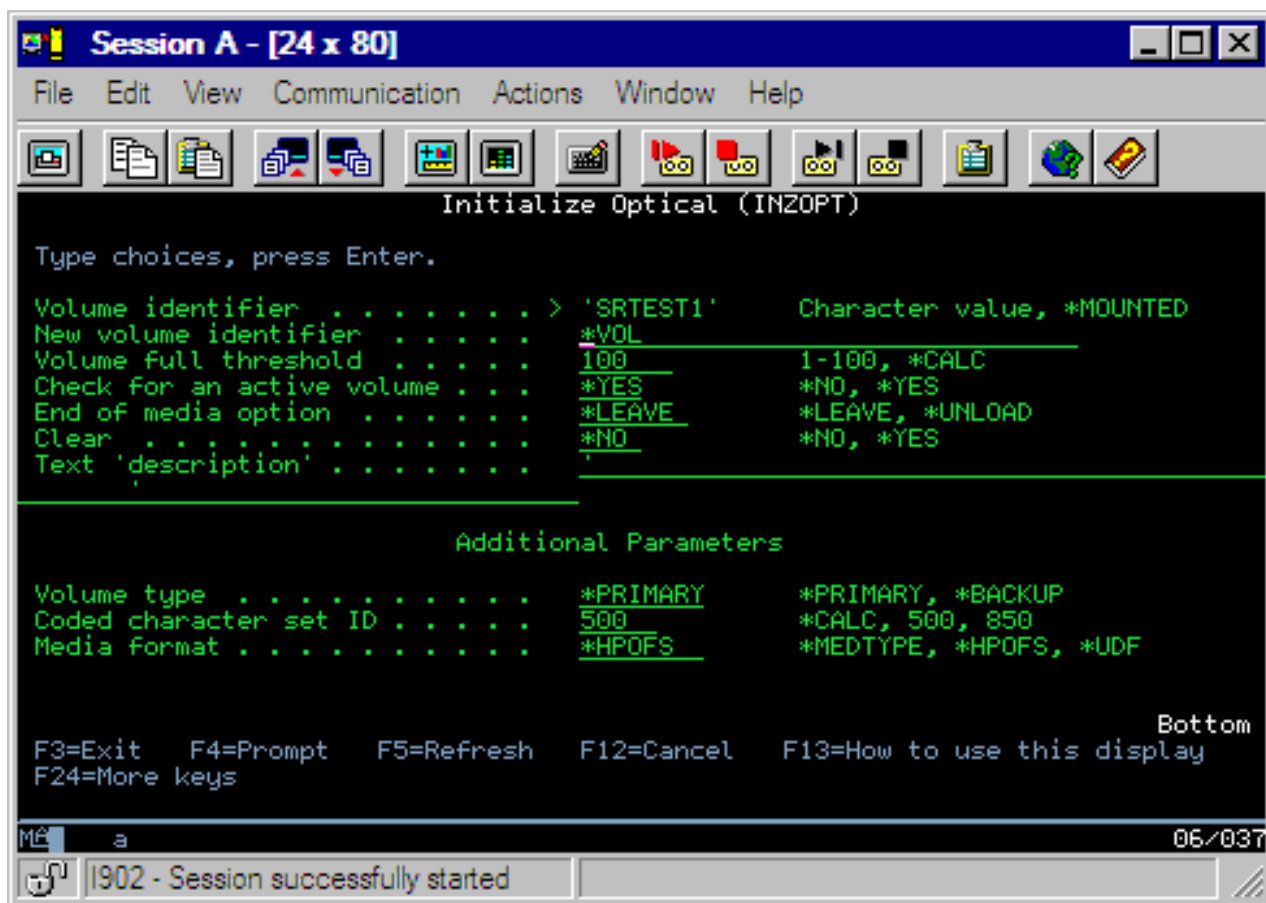 Session A - [24 x 80]
File Edit View Communication Actions Window Help
Initialize Optical (INZOPT)
Type choices, press Enter.
Volume identifier . . . . . . . > 'SRTEST1' Character value, *MOUNTED
New volume identifier . . . . . *VOL
Volume full threshold . . . . . 100 1-100, *CALC
Check for an active volume . . . *YES *NO, *YES
End of media option . . . . . . *LEAVE *LEAVE, *UNLOAD
Clear . . . . . . . . . . . . . *NO *NO, *YES
Text 'description' . . . . . . . '
'
Additional Parameters
Volume type . . . . . . . . . . *PRIMARY *PRIMARY, *BACKUP
Coded character set ID . . . . . 500 *CALC, 500, 850
Media format . . . . . . . . . . *HPOFS *MEDTYPE, *HPOFS, *UDF
Bottom
F3=Exit F4=Prompt F5=Refresh F12=Cancel F13=How to use this display
F24=More keys
MA a 06/037
I902 - Session successfully started